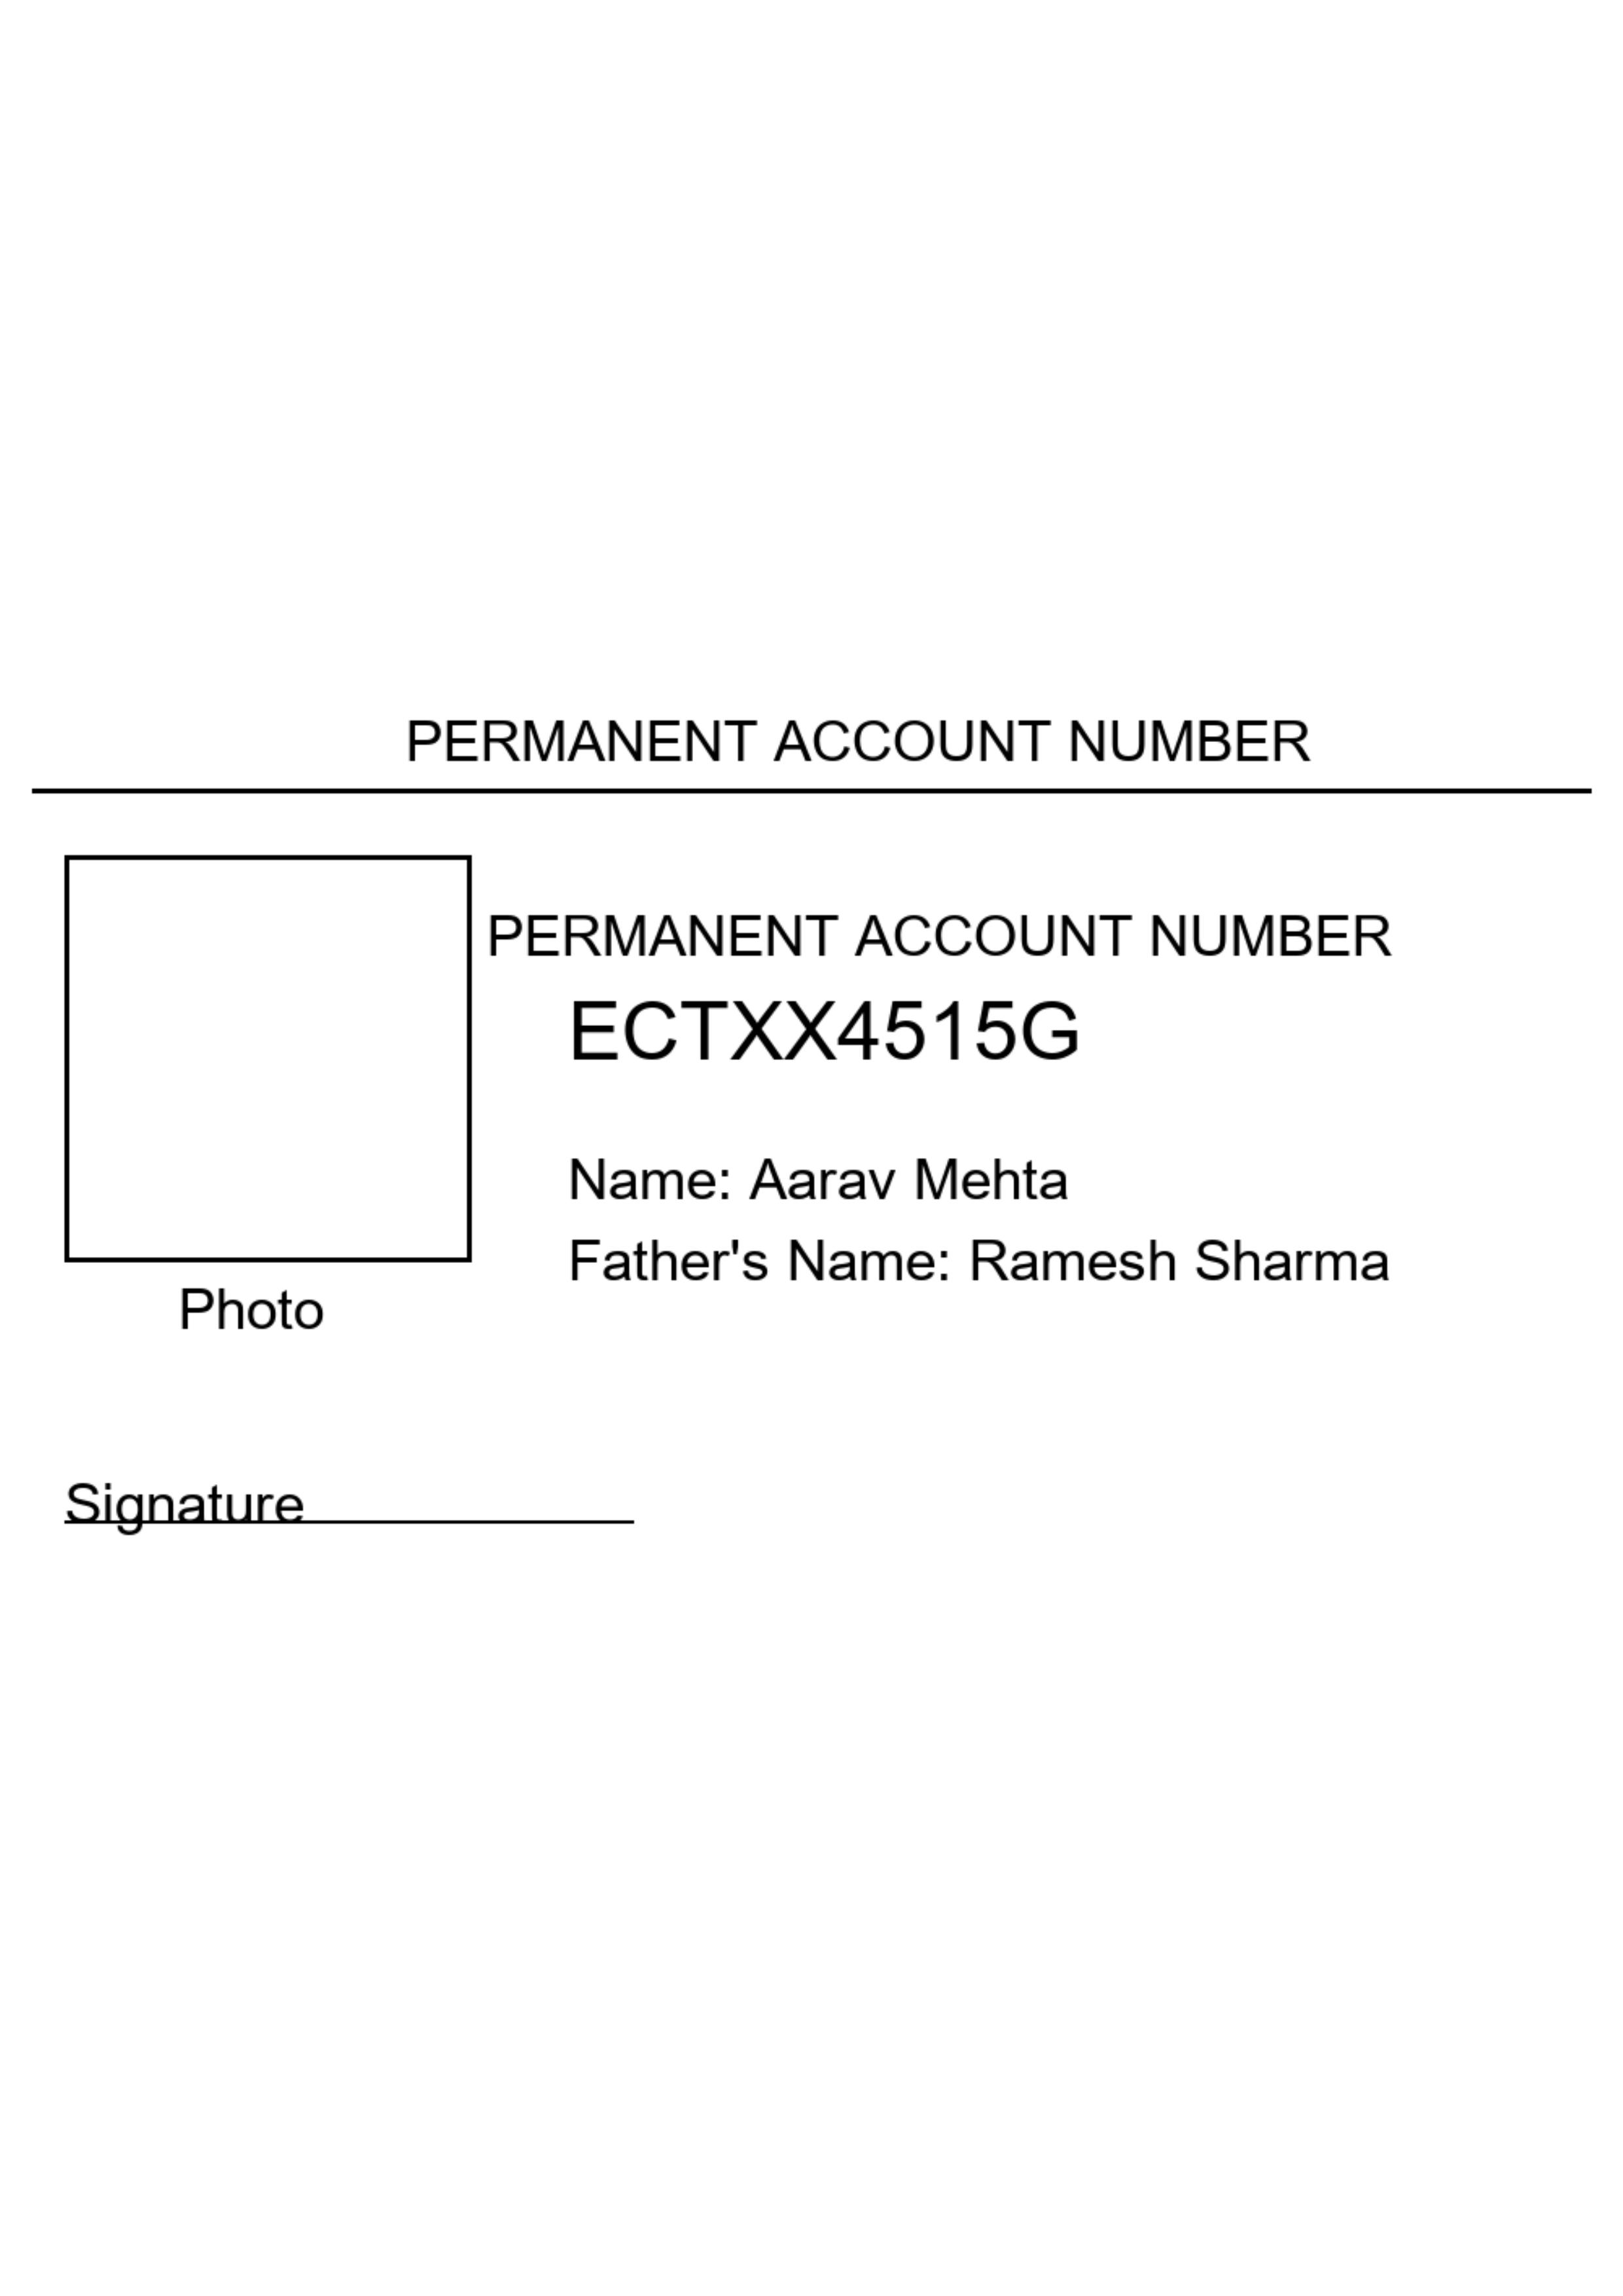 PERMANENT ACCOUNT NUMBER
PERMANENT ACCOUNT NUMBER
ECTXX4515G
Name: Aarav Mehta
Father's Name: Ramesh Sharma
Photo
Signature